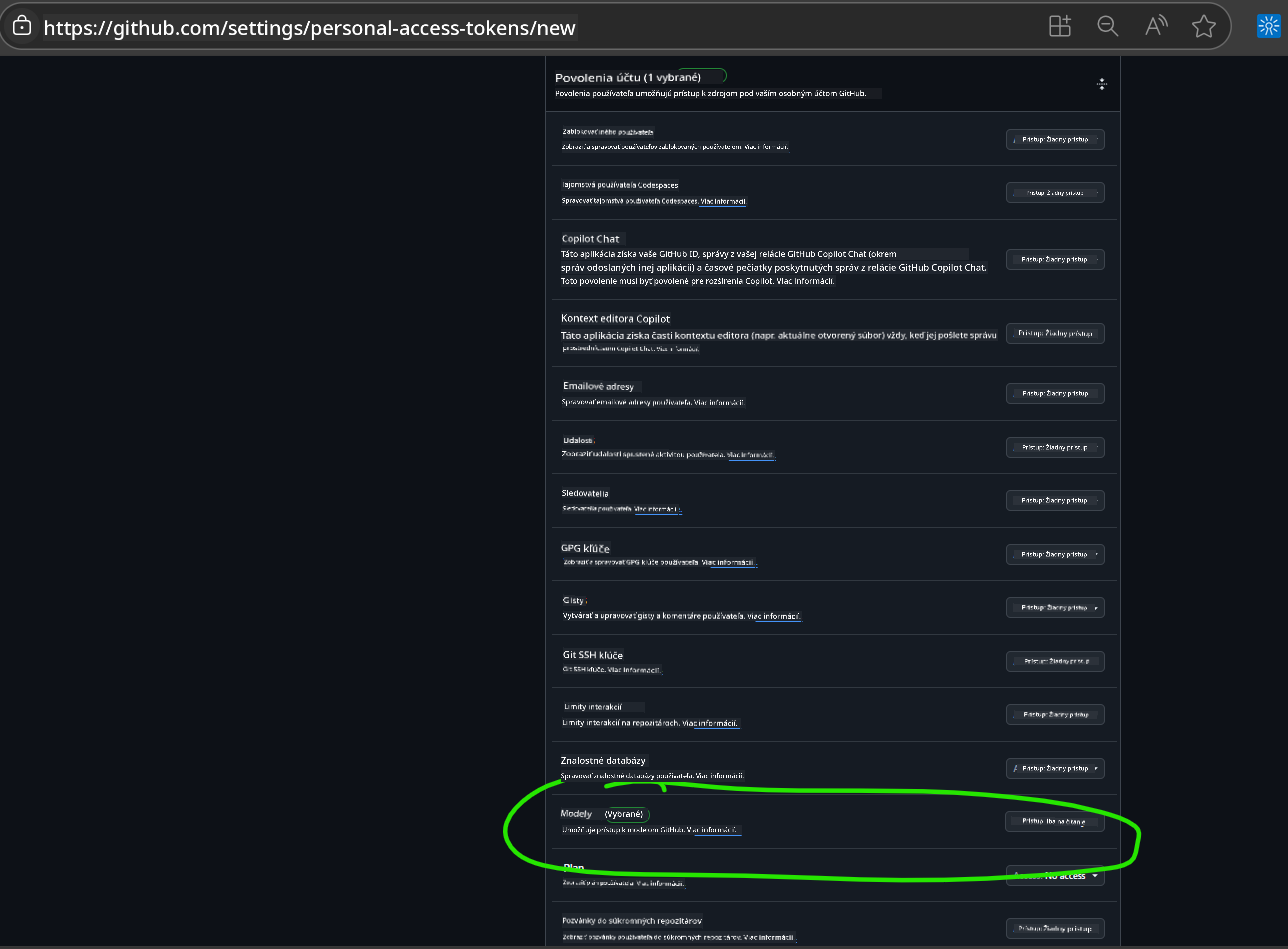 https://github.com/settings/personal-access-tokens/new
Povolenia účtu (1 vybrané)
Povolenia používateľa umožňujú prístup k zdrojom pod vaším osobným účtom GitHub.
Zablokovať iného používateľa
Zobraziť a spravovať používateľov zablokovaných používateľom. Viac informácií.
Prístup: Žiadny prístup
Tajomstvá používateľa Codespaces
Spravovať tajomstvá používateľa Codespaces. Viac informácií.
Prístup: Žiadny prístup
Copilot Chat
Táto aplikácia získa vaše GitHub ID, správy z vašej relácie GitHub Copilot Chat (okrem
správ odoslaných inej aplikácii) a časové pečiatky poskytnutých správ z relácie GitHub Copilot Chat.
Toto povolenie musí byť povolené pre rozšírenia Copilot. Viac informácií.
Prístup: Žiadny prístup
Kontext editora Copilot
Táto aplikácia získa časti kontextu editora (napr. aktuálne otvorený súbor) vždy, keď jej pošlete správu
prostredníctvom Copilot Chat. Viac informácií.
Prístup: Žiadny prístup
Emailové adresy
Spravovať emailové adresy používateľa. Viac informácií.
Prístup: Žiadny prístup
Udalosti
Zobraziť udalosti spustené aktivitou používateľa. Viac informácií.
Prístup: Žiadny prístup
Sledovatelia
Sledovatelia používateľa. Viac informácií.
Prístup: Žiadny prístup
GPG kľúče
Zobraziť a spravovať GPG kľúče používateľa. Viac informácií.
Prístup: Žiadny prístup
Gisty
Vytvárať a upravovať gisty a komentáre používateľa. Viac informácií.
Prístup: Žiadny prístup
Git SSH kľúče
Git SSH kľúče. Viac informácií.
Prístup: Žiadny prístup
Limity interakcií
Limity interakcií na repozitároch. Viac informácií.
Prístup: Žiadny prístup
Znalostné databázy
Spravovať znalostné databázy používateľa. Viac informácií.
Prístup: Žiadny prístup
Modely (Vybrané)
Umožňuje prístup k modelom GitHub. Viac informácií.
Prístup: Iba na čítanie
Plan
Zobraziť plán používateľa. Viac informácií.
Access: No access
Pozvánky do súkromných repozitárov
Zobraziť pozvánky používateľa do súkromných repozitárov. Viac informácií.
Prístup: Žiadny prístup